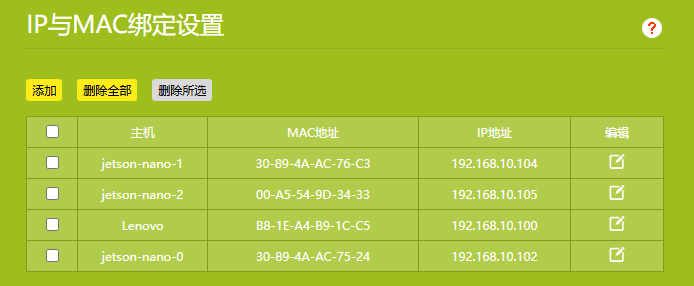 IP与MAC绑定设置
?
添加 删除全部 删除所选
主机 MAC地址 IP地址 编辑
jetson-nano-1 30-89-4A-AC-76-C3 192.168.10.104
jetson-nano-2 00-A5-54-9D-34-33 192.168.10.105
Lenovo B8-1E-A4-B9-1C-C5 192.168.10.100
jetson-nano-0 30-89-4A-AC-75-24 192.168.10.102